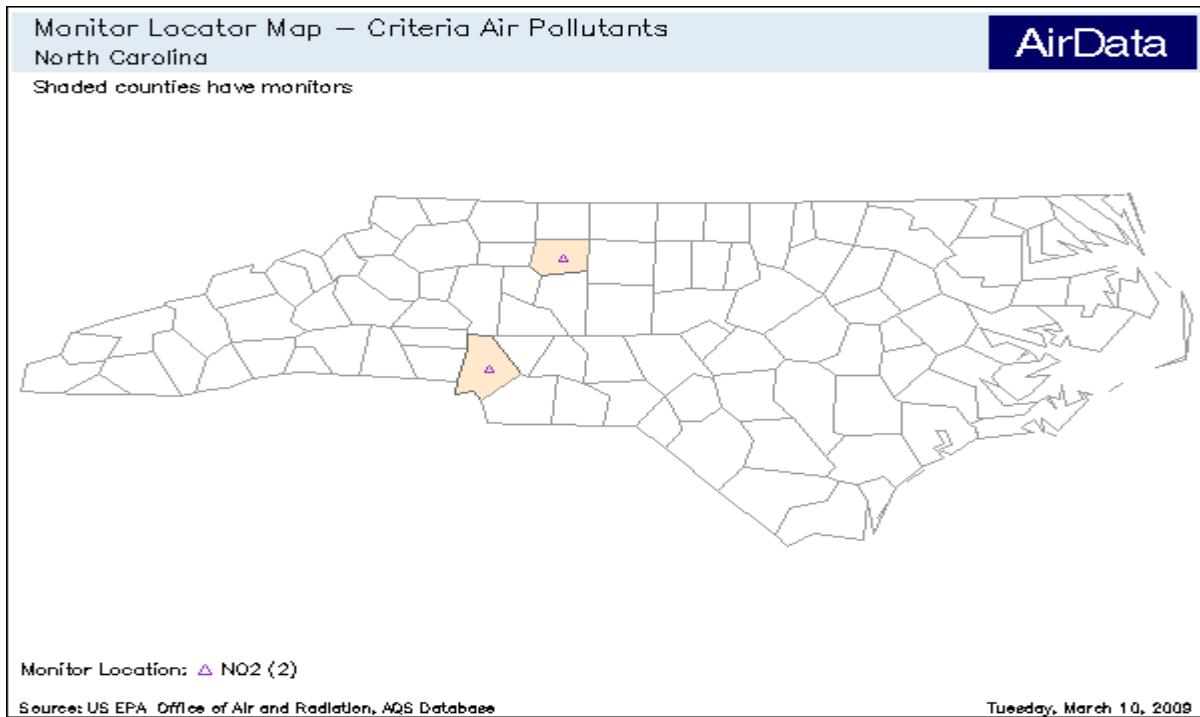 Monitor Locator Map – Criteria Air Pollutants
North Carolina
AirData
Shaded counties have monitors
Monitor Location: NO2 (2)
Source: US EPA Office of Air and Radiation, AQS Database
Tuesday, March 10, 2009